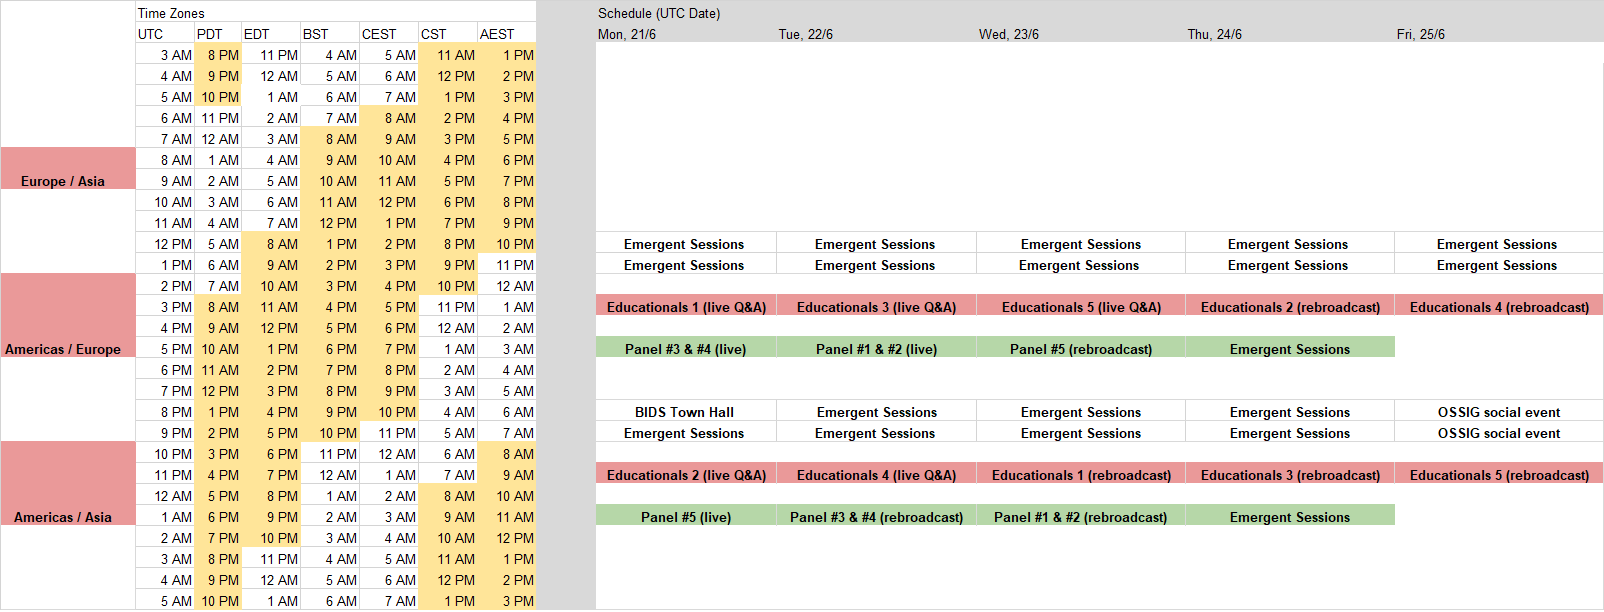 Time Zones Schedule (UTC Date)
UTC PDT EDT BST CEST CST AEST Mon, 21/6 Tue, 22/6 Wed, 23/6 Thu, 24/6 Fri, 25/6
3 AM 8 PM 11 PM 4 AM 5 AM 11 AM 1 PM
4 AM 9 PM 12 AM 5 AM 6 AM 12 PM 2 PM
5 AM 10 PM 1 AM 6 AM 7 AM 1 PM 3 PM
6 AM 11 PM 2 AM 7 AM 8 AM 2 PM 4 PM
7 AM 12 AM 3 AM 8 AM 9 AM 3 PM 5 PM
8 AM 1 AM 4 AM 9 AM 10 AM 4 PM 6 PM
Europe / Asia 9 AM 2 AM 5 AM 10 AM 11 AM 5 PM 7 PM
10 AM 3 AM 6 AM 11 AM 12 PM 6 PM 8 PM
11 AM 4 AM 7 AM 12 PM 1 PM 7 PM 9 PM
12 PM 5 AM 8 AM 1 PM 2 PM 8 PM 10 PM Emergent Sessions Emergent Sessions Emergent Sessions Emergent Sessions Emergent Sessions
1 PM 6 AM 9 AM 2 PM 3 PM 9 PM 11 PM Emergent Sessions Emergent Sessions Emergent Sessions Emergent Sessions Emergent Sessions
2 PM 7 AM 10 AM 3 PM 4 PM 10 PM 12 AM
3 PM 8 AM 11 AM 4 PM 5 PM 11 PM 1 AM Educationals 1 (live Q&A) Educationals 3 (live Q&A) Educationals 5 (live Q&A) Educationals 2 (rebroadcast) Educationals 4 (rebroadcast)
4 PM 9 AM 12 PM 5 PM 6 PM 12 AM 2 AM
Americas / Europe 5 PM 10 AM 1 PM 6 PM 7 PM 1 AM 3 AM Panel #3 & #4 (live) Panel #1 & #2 (live) Panel #5 (rebroadcast) Emergent Sessions
6 PM 11 AM 2 PM 7 PM 8 PM 2 AM 4 AM
7 PM 12 PM 3 PM 8 PM 9 PM 3 AM 5 AM
8 PM 1 PM 4 PM 9 PM 10 PM 4 AM 6 AM BIDS Town Hall Emergent Sessions Emergent Sessions Emergent Sessions OSSIG social event
9 PM 2 PM 5 PM 10 PM 11 PM 5 AM 7 AM Emergent Sessions Emergent Sessions Emergent Sessions Emergent Sessions OSSIG social event
10 PM 3 PM 6 PM 11 PM 12 AM 6 AM 8 AM
11 PM 4 PM 7 PM 12 AM 1 AM 7 AM 9 AM Educationals 2 (live Q&A) Educationals 4 (live Q&A) Educationals 1 (rebroadcast) Educationals 3 (rebroadcast) Educationals 5 (rebroadcast)
12 AM 5 PM 8 PM 1 AM 2 AM 8 AM 10 AM
Americas / Asia 1 AM 6 PM 9 PM 2 AM 3 AM 9 AM 11 AM Panel #5 (live) Panel #3 & #4 (rebroadcast) Panel #1 & #2 (rebroadcast) Emergent Sessions
2 AM 7 PM 10 PM 3 AM 4 AM 10 AM 12 PM
3 AM 8 PM 11 PM 4 AM 5 AM 11 AM 1 PM
4 AM 9 PM 12 AM 5 AM 6 AM 12 PM 2 PM
5 AM 10 PM 1 AM 6 AM 7 AM 1 PM 3 PM